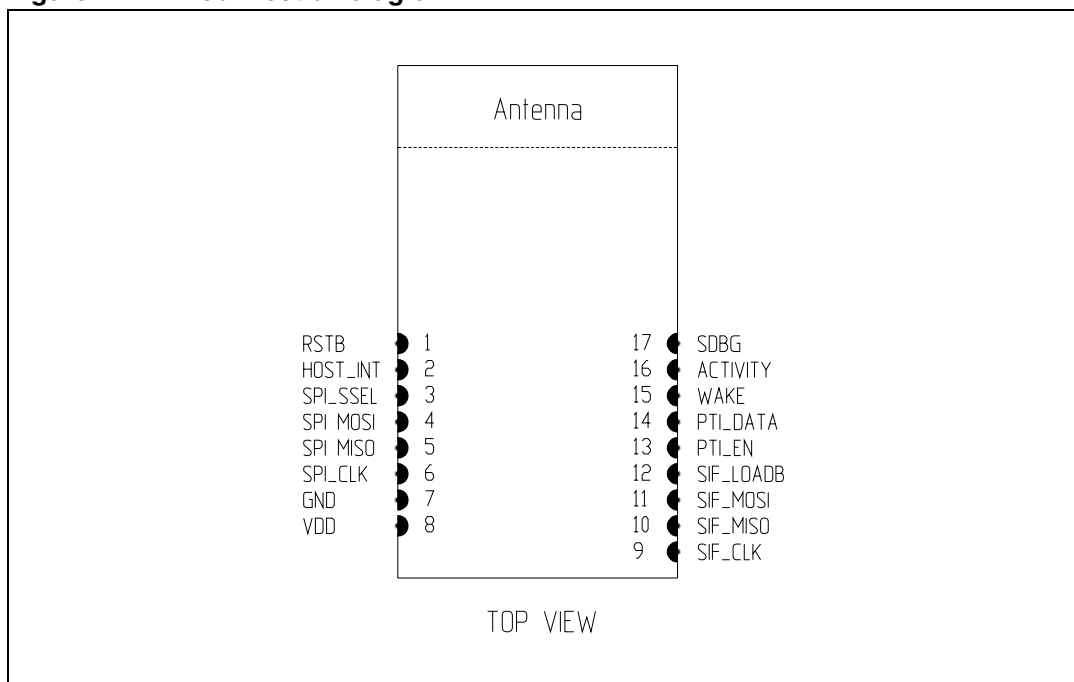 Antenna
RSTB 1 17 SDBG
HOST_INT 2 16 ACTIVITY
SPI_SSEL 3 15 WAKE
SPI MOSI 4 14 PTI_DATA
SPI MISO 5 13 PTI_EN
SPI_CLK 6 12 SIF_LOADB
GND 7 11 SIF_MOSI
VDD 8 10 SIF_MISO
9 SIF_CLK
TOP VIEW